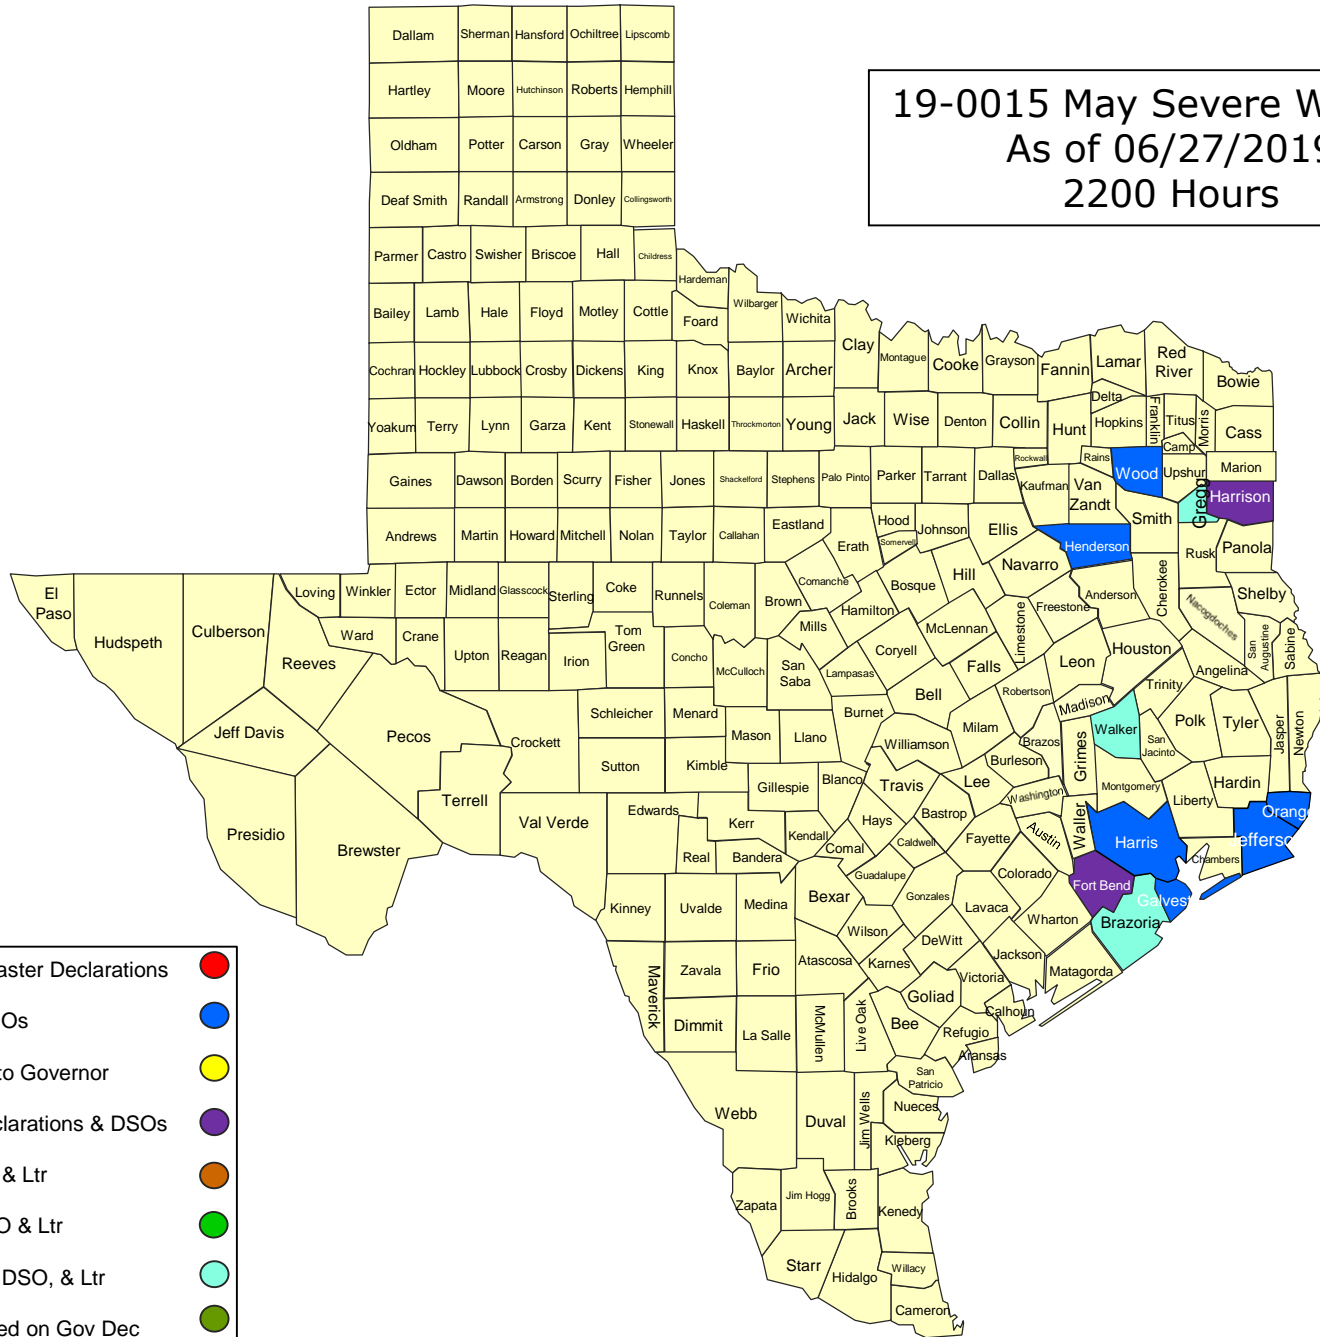 Dallam Sherman Hansford Ochiltree Lipscomb
Hartley Moore Hutchinson Roberts Hemphill
19-0015 May Severe W
As of 06/27/2019
2200 Hours
Oldham Potter Carson Gray Wheeler
Deaf Smith Randall Armstrong Donley Collingsworth
Parmer Castro Swisher Briscoe Hall Childress
Hardeman
Bailey Lamb Hale Floyd Motley Cottle Foard Wilbarger Wichita
Clay Montague Cooke Grayson Fannin Lamar Red River Bowie
Cochran Hockley Lubbock Crosby Dickens King Knox Baylor Archer
Delta
Yoakum Terry Lynn Garza Kent Stonewall Haskell Throckmorton Young Jack Wise Denton Collin Hunt Hopkins Franklin Titus Morris Cass
Camp
Rockwall Rains Wood Upshur Marion
Gaines Dawson Borden Scurry Fisher Jones Shackelford Stephens Palo Pinto Parker Tarrant Dallas Kaufman Van Zandt Gregg Harrison
Andrews Martin Howard Mitchell Nolan Taylor Callahan Eastland Hood Johnson Ellis Smith
Erath Somervell Henderson Rusk Panola
El Paso Hudspeth Culberson Loving Winkler Ector Midland Glasscock Sterling Coke Runnels Coleman Brown Comanche Bosque Hill Navarro Anderson Cherokee Shelby
Hamilton Freestone Nacogdoches
Ward Crane Upton Reagan Irion Tom Green Concho McCulloch San Saba Mills McLennan Limestone San Augustine Sabine
Reeves Lampasas Coryell Falls Leon Houston Angelina
Jeff Davis Pecos Crockett Schleicher Menard Mason Llano Burnet Bell Robertson Madison Trinity
Milam Walker San Jacinto Polk Tyler Jasper Newton
Sutton Kimble Williamson Brazos Grimes
Gillespie Blanco Travis Lee Burleson Montgomery Hardin
Presidio Brewster Terrell Val Verde Edwards Kerr Kendall Hays Bastrop Washington Liberty Orange
Real Bandera Comal Caldwell Fayette Austin Waller Harris Chambers Jefferso
Kinney Uvalde Medina Bexar Guadalupe Gonzales Colorado Fort Bend
Lavaca Wharton Brazoria Galvest
Wilson DeWitt
Maverick Zavala Frio Atascosa Karnes Jackson Matagorda
Victoria
Dimmit La Salle McMullen Live Oak Bee Goliad Calhoun
Refugio
Aransas
San Patricio
Webb Duval Jim Wells Nueces
Kleberg
Zapata Jim Hogg Brooks Kenedy
Starr Hidalgo Willacy
Cameron
aster Declarations
Os
to Governor
clarations & DSOs
& Ltr
O & Ltr
DSO, & Ltr
ed on Gov Dec